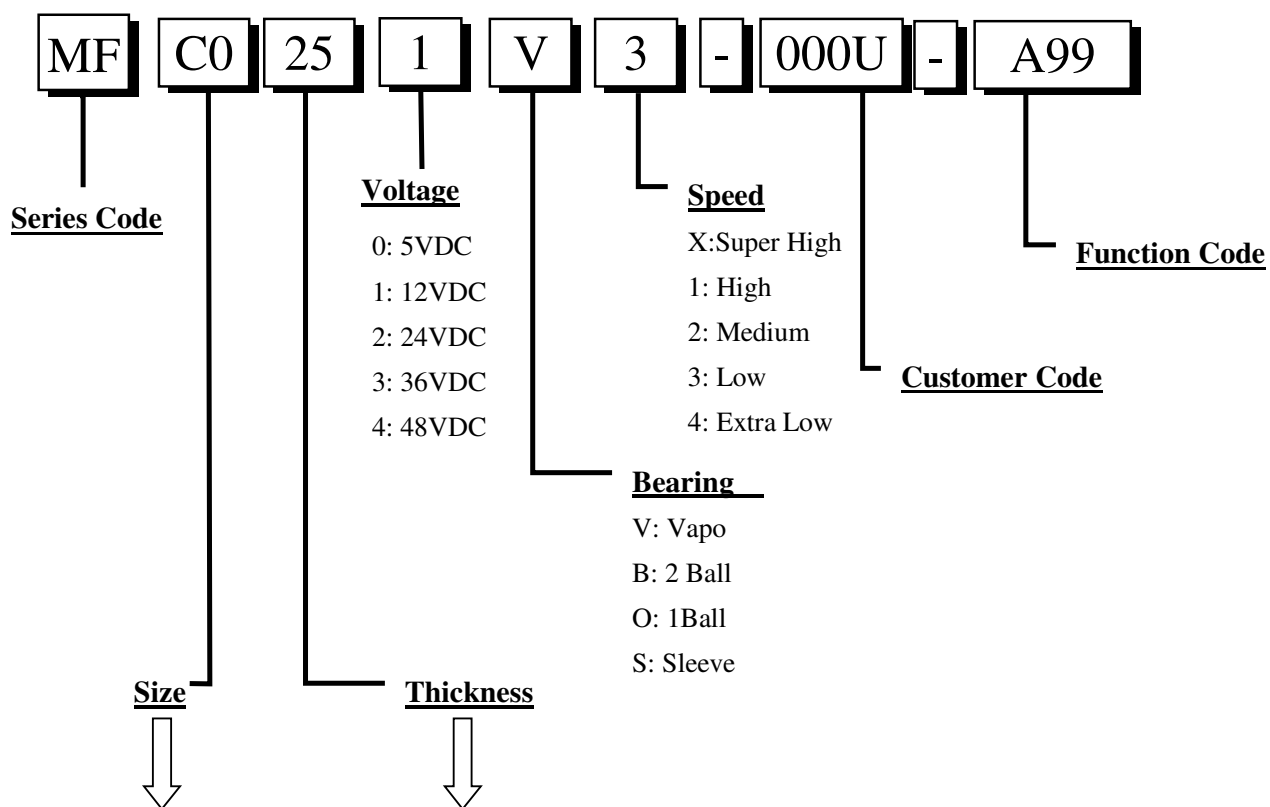 MF C0 25 1 V 3 - 000U - A99
Series Code
Voltage
0: 5VDC
1: 12VDC
2: 24VDC
3: 36VDC
4: 48VDC
Speed
X:Super High
1: High
2: Medium
3: Low
4: Extra Low
Function Code
Customer Code
Bearing
V: Vapo
B: 2 Ball
O: 1Ball
S: Sleeve
Size
Thickness